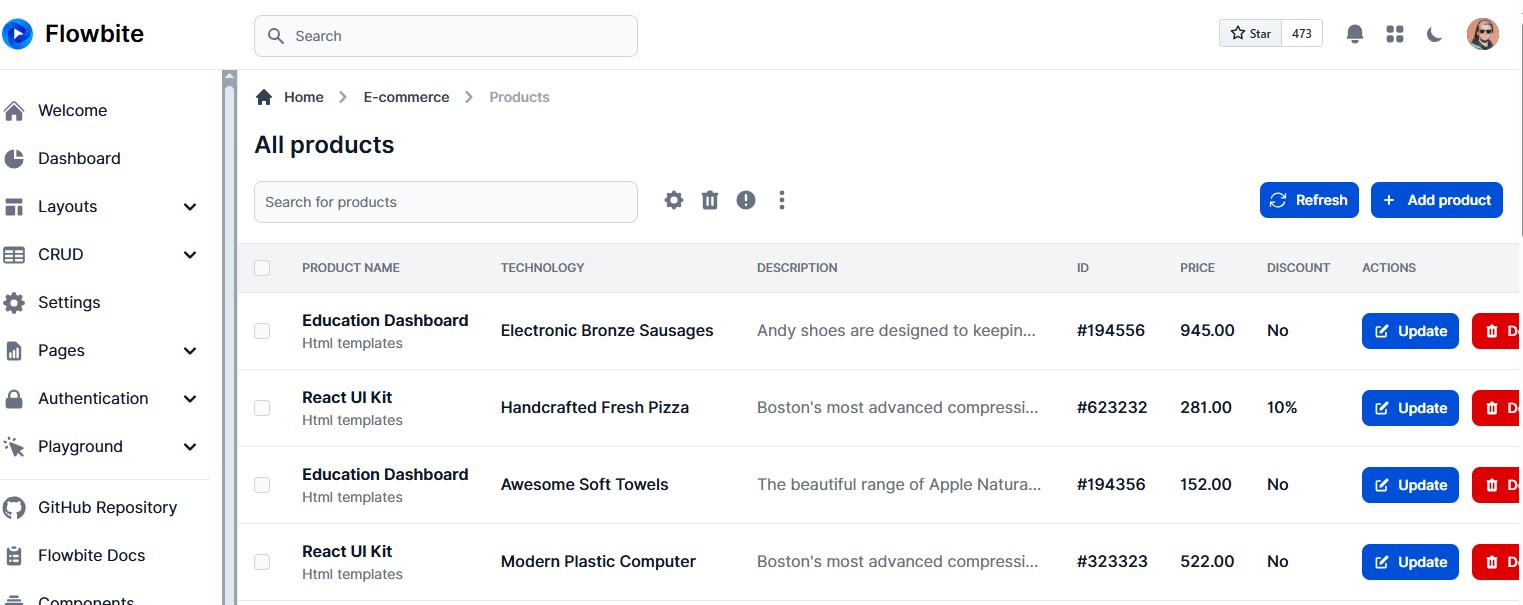 Flowbite
Search
Star 473
Welcome
Dashboard
Layouts
CRUD
Settings
Pages
Authentication
Playground
GitHub Repository
Flowbite Docs
Components
Home E-commerce Products
All products
Search for products
Refresh
+ Add product
PRODUCT NAME TECHNOLOGY DESCRIPTION ID PRICE DISCOUNT ACTIONS
Education Dashboard
Html templates
Electronic Bronze Sausages Andy shoes are designed to keepin... #194556 945.00 No Update
React UI Kit
Html templates
Handcrafted Fresh Pizza Boston's most advanced compressi... #623232 281.00 10% Update
Education Dashboard
Html templates
Awesome Soft Towels The beautiful range of Apple Natura... #194356 152.00 No Update
React UI Kit
Html templates
Modern Plastic Computer Boston's most advanced compressi... #323323 522.00 No Update